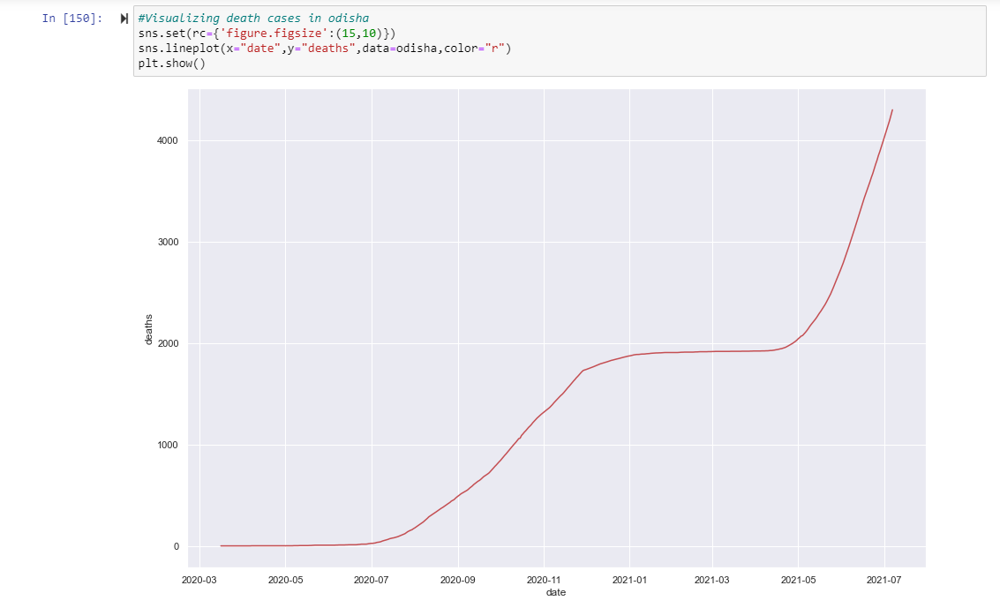 In [150]:
#Visualizing death cases in odisha
sns.set(rc={'figure.figsize':(15,10)})
sns.lineplot(x="date",y="deaths",data=odisha,color="r")
plt.show()
4000
3000
2000
1000
0
deaths
2020-03 2020-05 2020-07 2020-09 2020-11 2021-01 2021-03 2021-05 2021-07
date